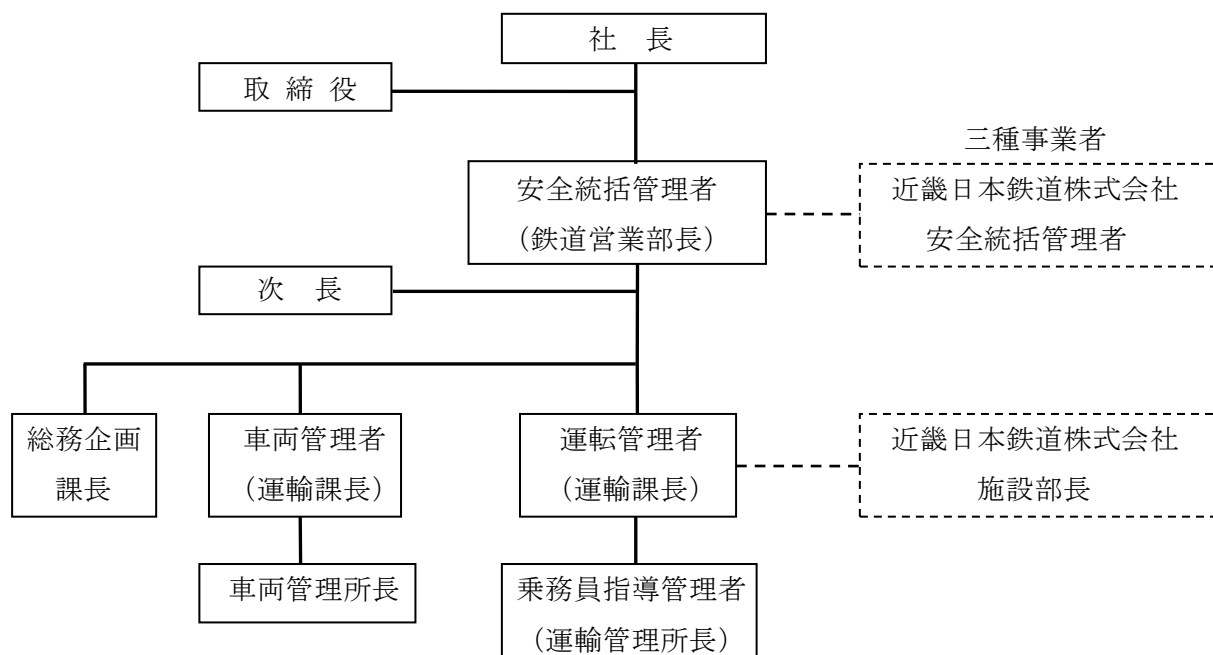 社　長
取 締 役
三種事業者
安全統括管理者
（鉄道営業部長）
近畿日本鉄道株式会社
安全統括管理者
次　長
総務企画
課長
車両管理者
（運輸課長）
運転管理者
（運輸課長）
近畿日本鉄道株式会社
施設部長
車両管理所長
乗務員指導管理者
（運輸管理所長）